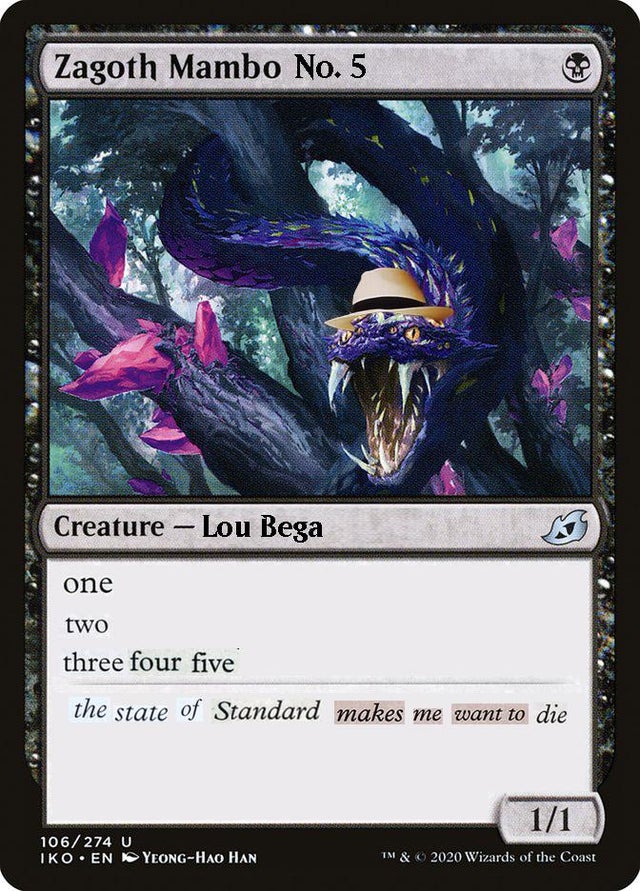 Zagoth Mambo No. 5
Creature — Lou Bega
one
two
three four five
the state of Standard makes me want to die
1/1
106/274 U
IKO • EN Yeong-Hao Han
™ & © 2020 Wizards of the Coast